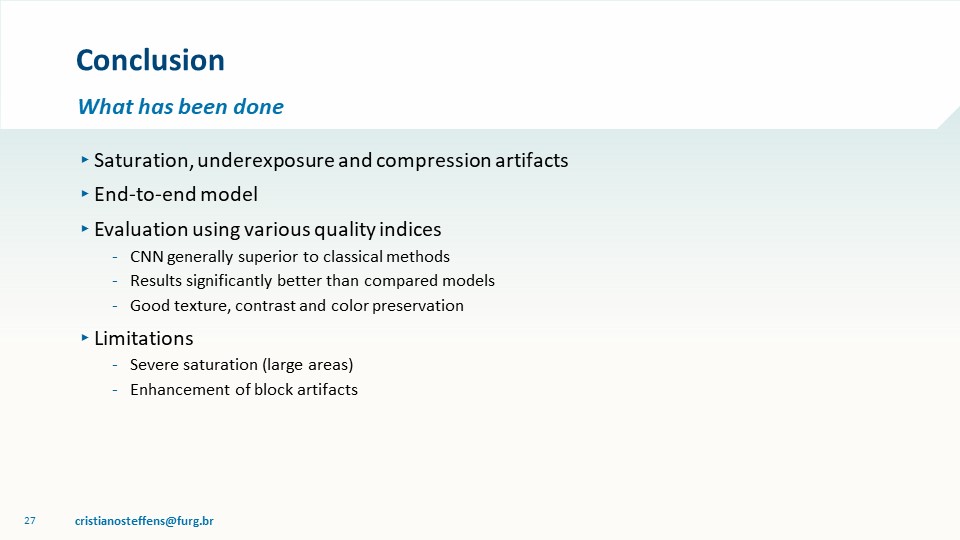 Conclusion
What has been done
▸ Saturation, underexposure and compression artifacts
▸ End-to-end model
▸ Evaluation using various quality indices
- CNN generally superior to classical methods
- Results significantly better than compared models
- Good texture, contrast and color preservation
▸ Limitations
- Severe saturation (large areas)
- Enhancement of block artifacts
27 cristianosteffens@furg.br